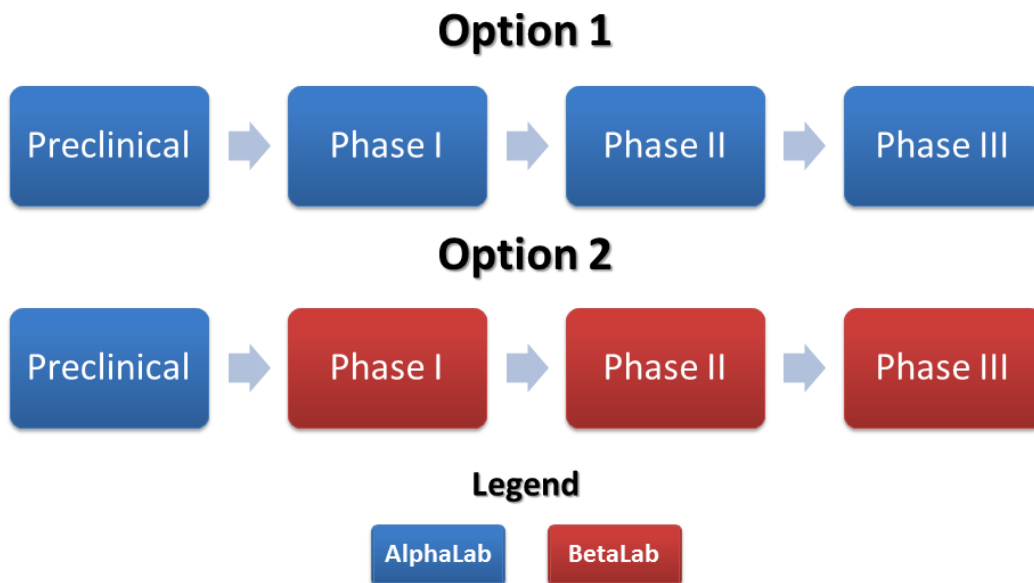 Option 1
Preclinical Phase I Phase II Phase III
Option 2
Preclinical Phase I Phase II Phase III
Legend
AlphaLab BetaLab